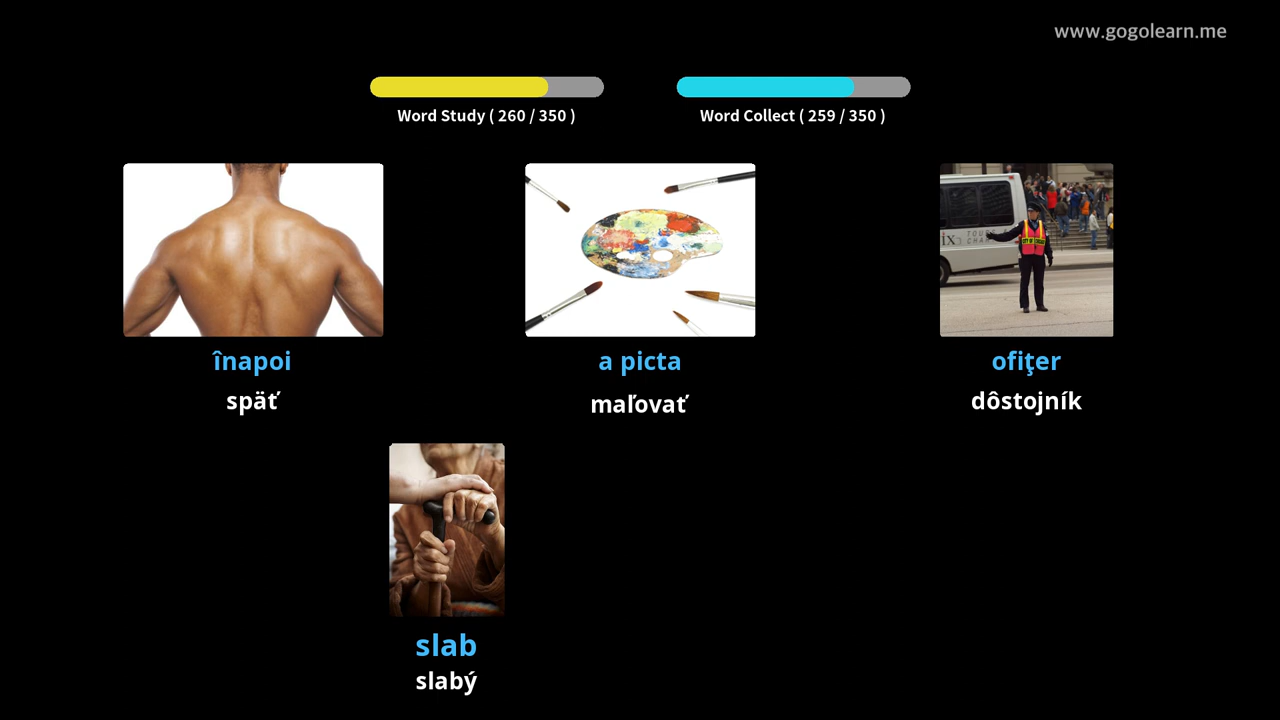 www.gogolearn.me
Word Study ( 260 / 350 )
Word Collect ( 259 / 350 )
înapoi
a picta
ofiţer
späť
maľovať
dôstojník
slab
slabý